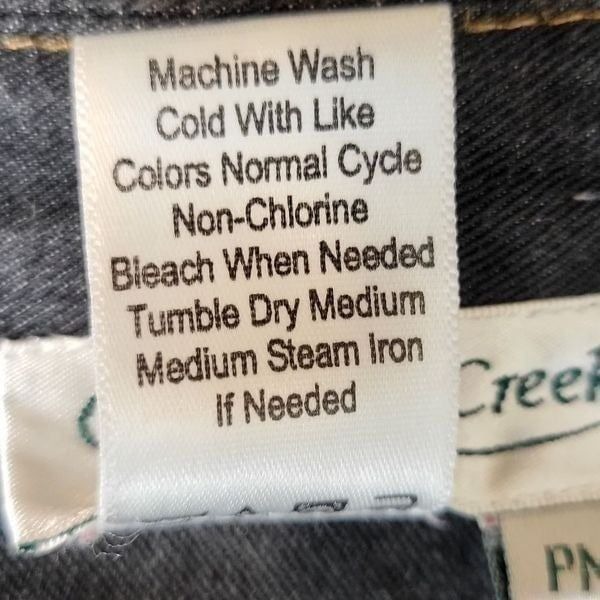 Machine Wash
Cold With Like
Colors Normal Cycle
Non-Chlorine
Bleach When Needed
Tumble Dry Medium
Medium Steam Iron
If Needed
Creek
PN